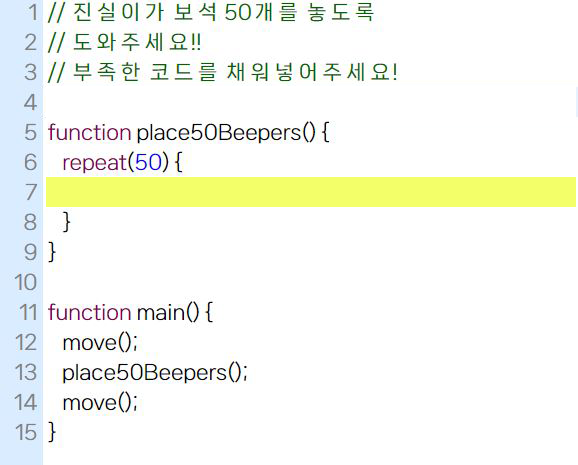 1 // 진실이가 보석 50개를 놓도록
2 // 도와주세요!!
3 // 부족한 코드를 채워넣어주세요!
4
5 function place50Beepers() {
6 repeat(50) {
7
8 }
9 }
10
11 function main() {
12 move();
13 place50Beepers();
14 move();
15 }